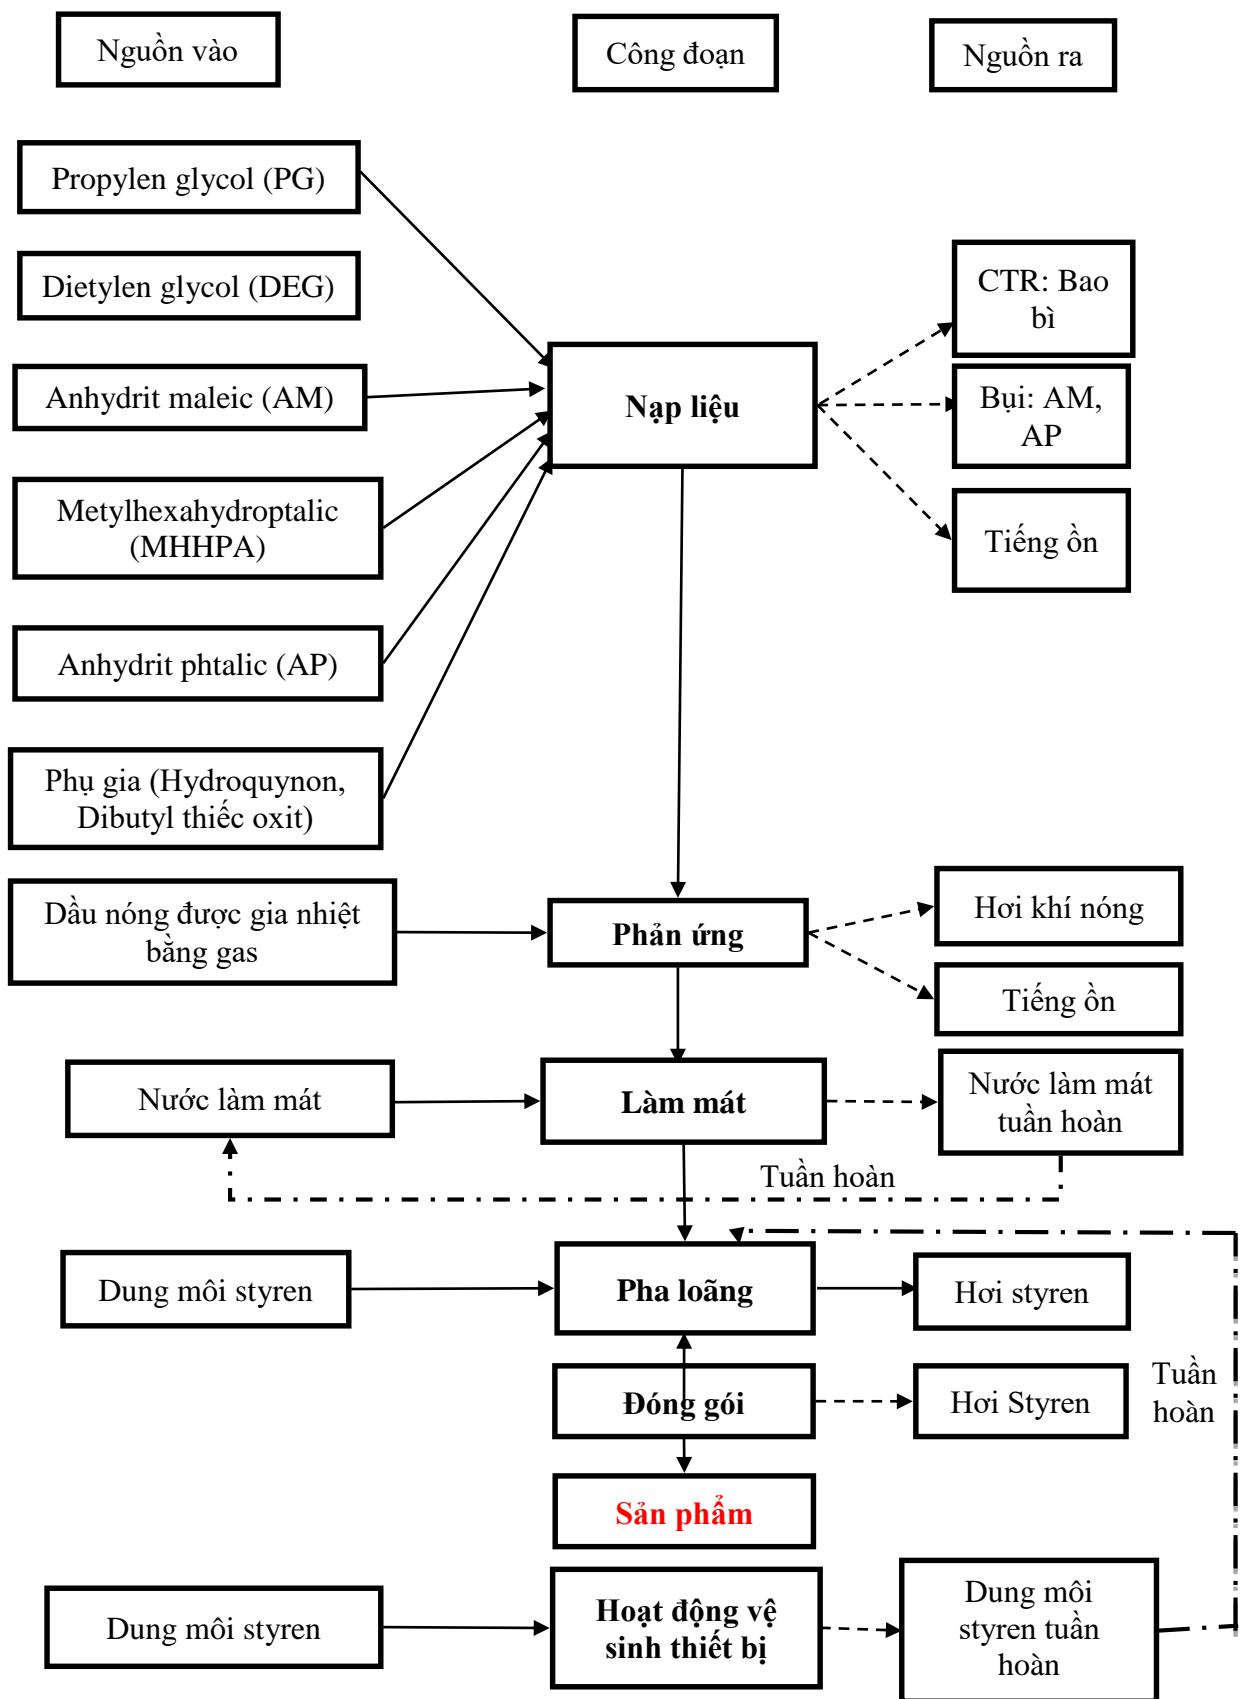 Nguồn vào
Công đoạn
Nguồn ra
Propylen glycol (PG)
Dietylen glycol (DEG)
Anhydrit maleic (AM)
Metylhexahydroptalic
(MHHPA)
Anhydrit phtalic (AP)
Phụ gia (Hydroquynon,
Dibutyl thiếc oxit)
Nạp liệu
CTR: Bao
bì
Bụi: AM,
AP
Tiếng ồn
Dầu nóng được gia nhiệt
bằng gas
Phản ứng
Hơi khí nóng
Tiếng ồn
Nước làm mát
Làm mát
Nước làm mát
tuần hoàn
Tuần hoàn
Dung môi styren
Pha loãng
Hơi styren
Đóng gói
Hơi Styren
Tuần
hoàn
Sản phẩm
Dung môi styren
Hoạt động vệ
sinh thiết bị
Dung môi
styren tuần
hoàn